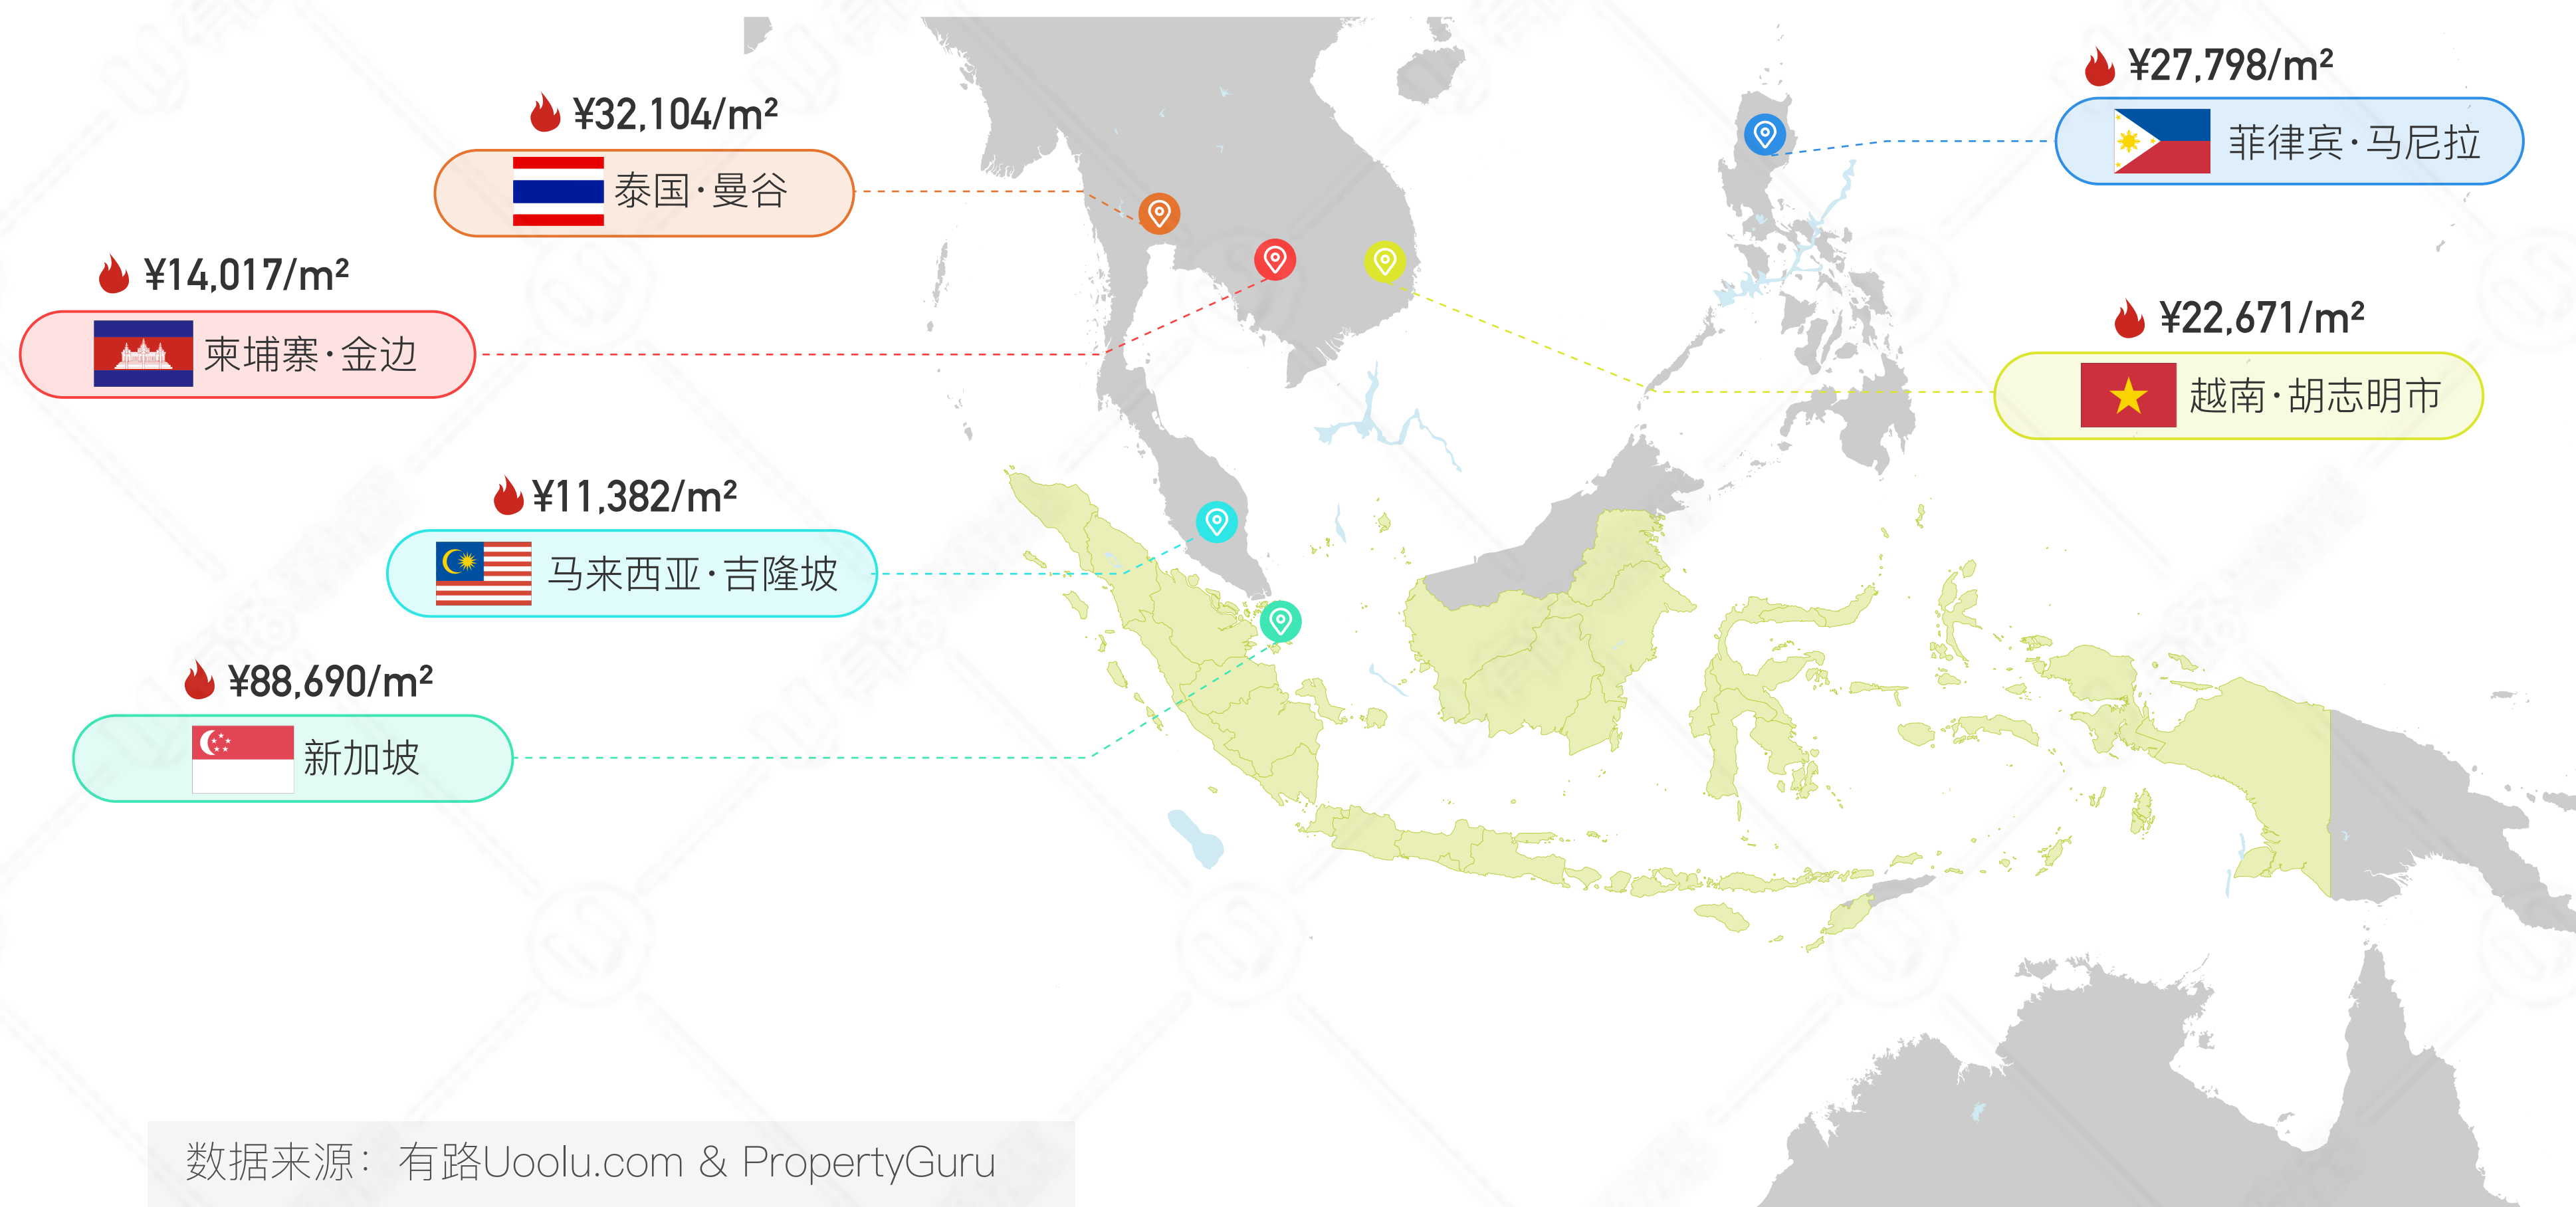 ¥27,798/m²
菲律宾·马尼拉
¥32,104/m²
泰国·曼谷
¥14,017/m²
柬埔寨·金边
¥22,671/m²
越南·胡志明市
¥11,382/m²
马来西亚·吉隆坡
¥88,690/m²
新加坡
数据来源：有路Uoolu.com & PropertyGuru